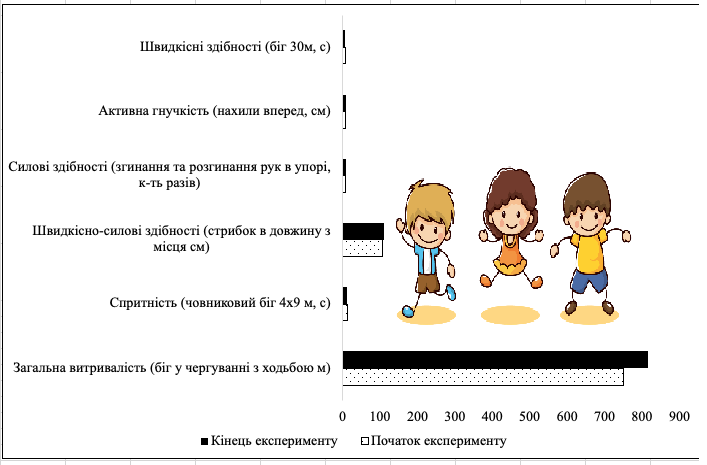 Швидкісні здібності (біг 30м, с)
Активна гнучкість (нахили вперед, см)
Силові здібності (згинання та розгинання рук в упорі,
к-ть разів)
Швидкісно-силові здібності (стрибок в довжину з
місця см)
Спритність (човниковий біг 4х9 м, с)
Загальна витривалість (біг у чергуванні з ходьбою м)
0 100 200 300 400 500 600 700 800 900
Кінець експерименту Початок експерименту